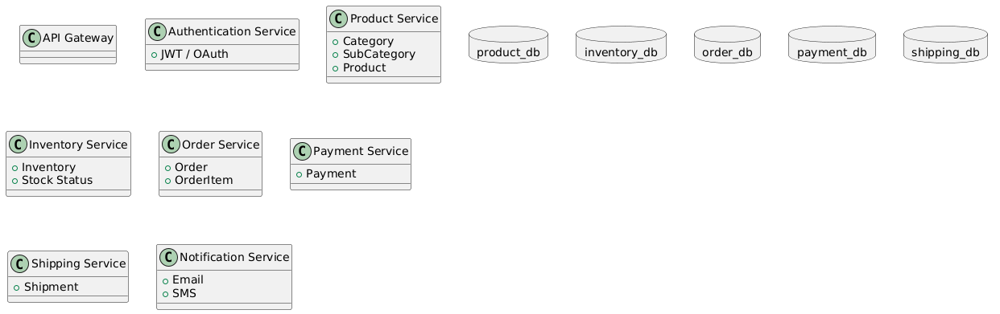 C API Gateway
C Authentication Service
JWT / OAuth
C Product Service
Category
SubCategory
Product
product_db
inventory_db
order_db
payment_db
shipping_db
C Inventory Service
Inventory
Stock Status
C Order Service
Order
OrderItem
C Payment Service
Payment
C Shipping Service
Shipment
C Notification Service
Email
SMS